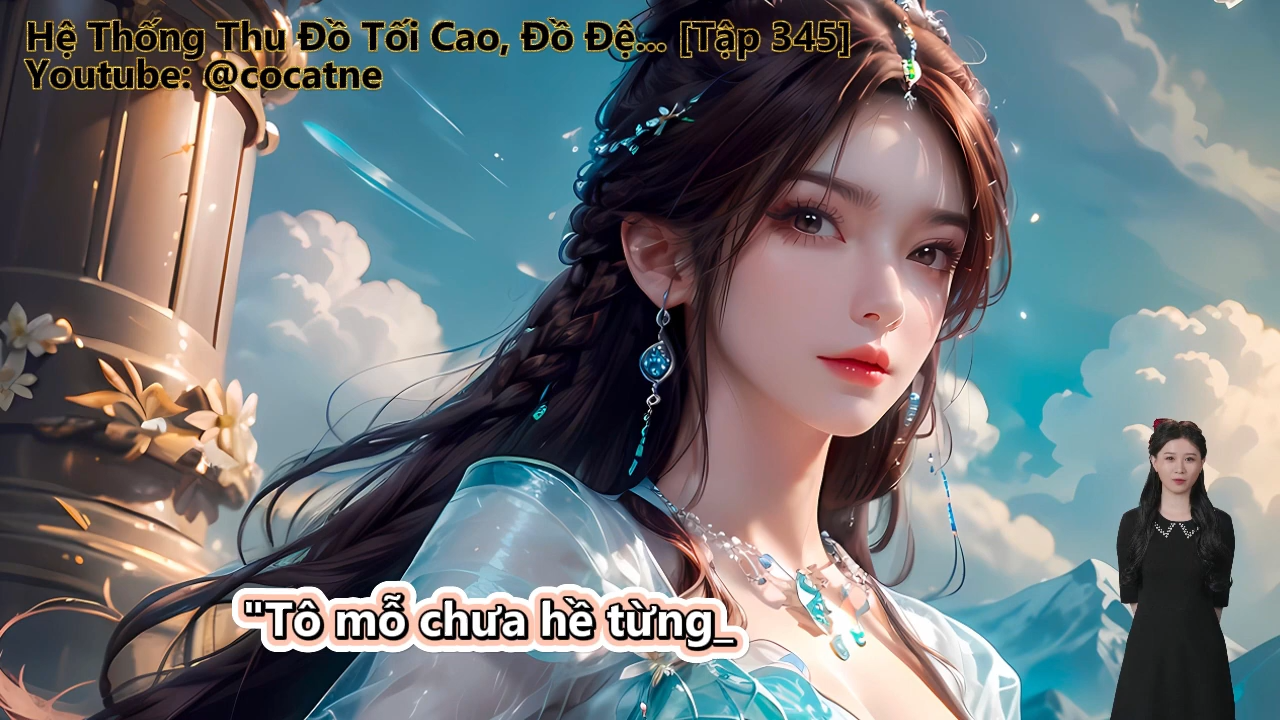 Hệ Thống Thu Đồ Tối Cao, Đồ Đệ... [Tập 345]
Youtube: @cocatne
"Tô mỗ chưa hề từng_